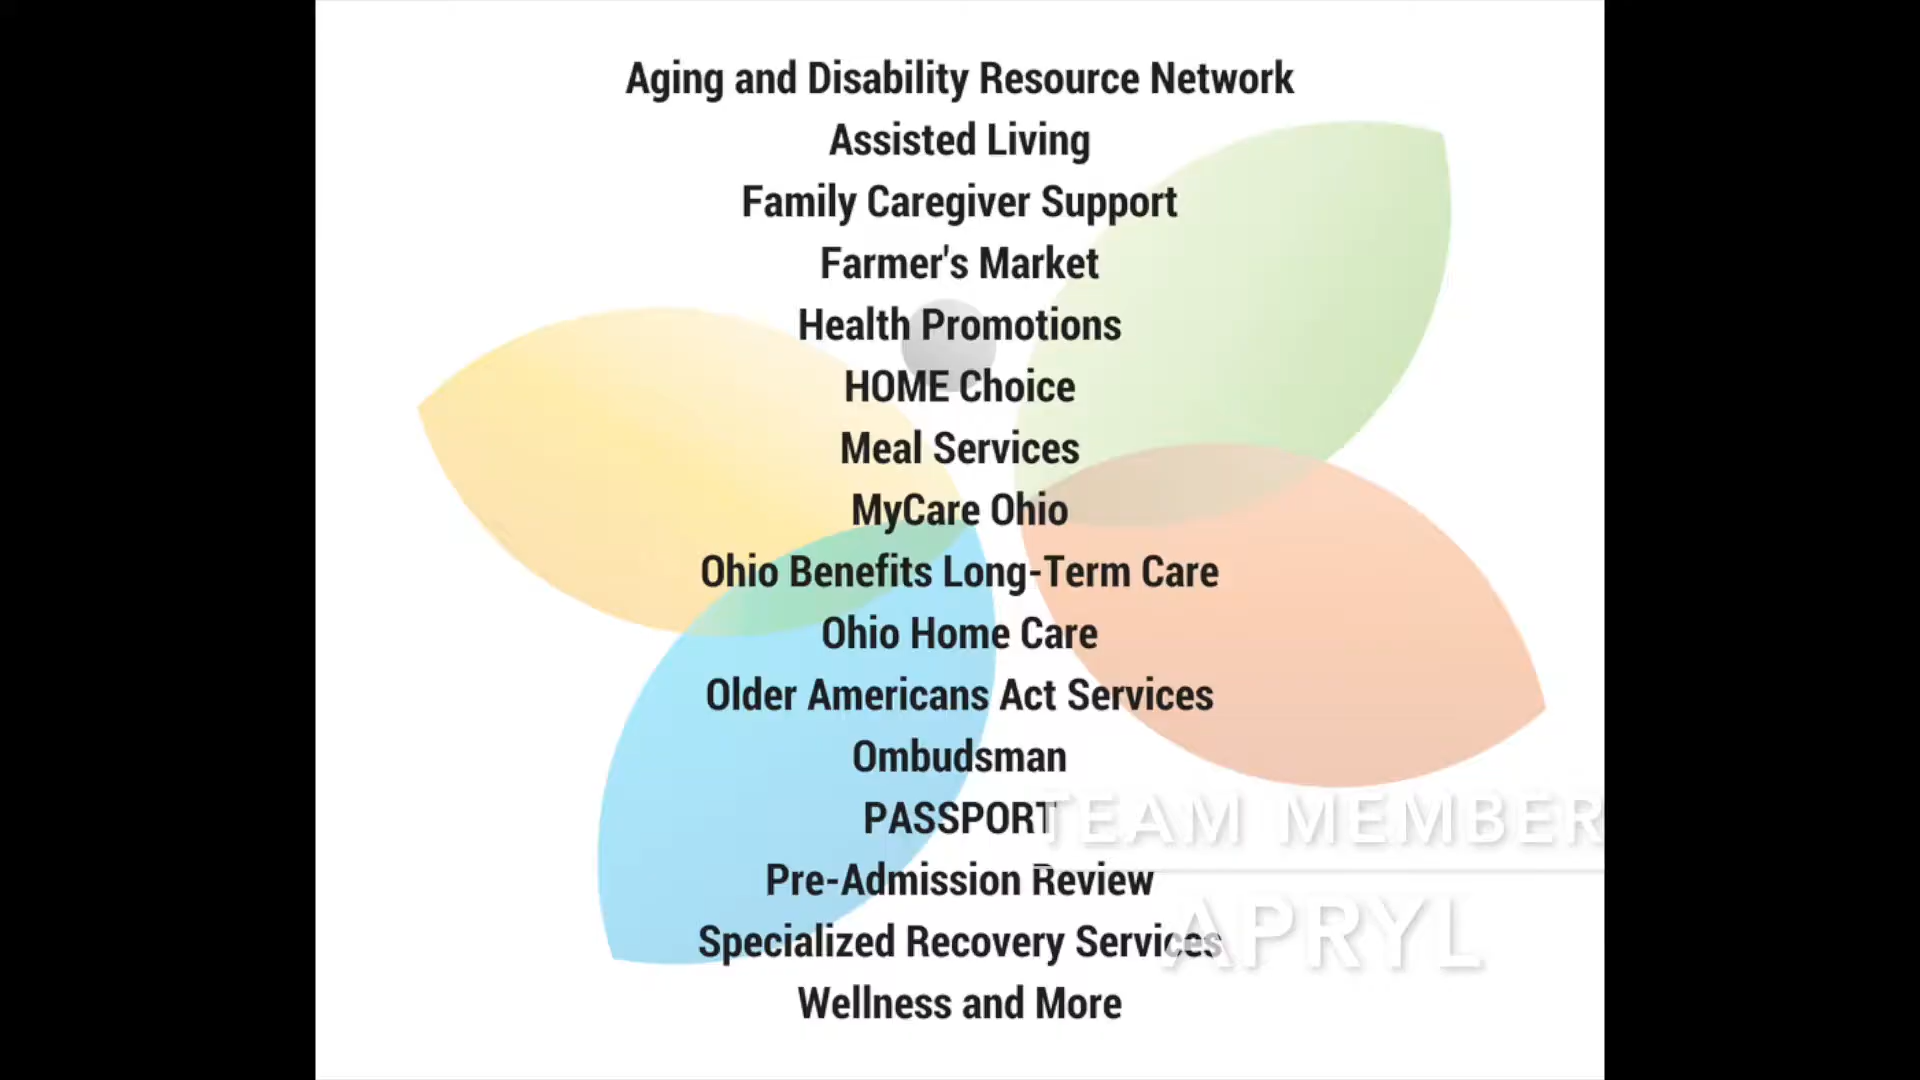 Aging and Disability Resource Network
Assisted Living
Family Caregiver Support
Farmer's Market
Health Promotions
HOME Choice
Meal Services
MyCare Ohio
Ohio Benefits Long-Term Care
Ohio Home Care
Older Americans Act Services
Ombudsman
PASSPORT
TEAM MEMBER
Pre-Admission Review
APRYL
Specialized Recovery Services
Wellness and More